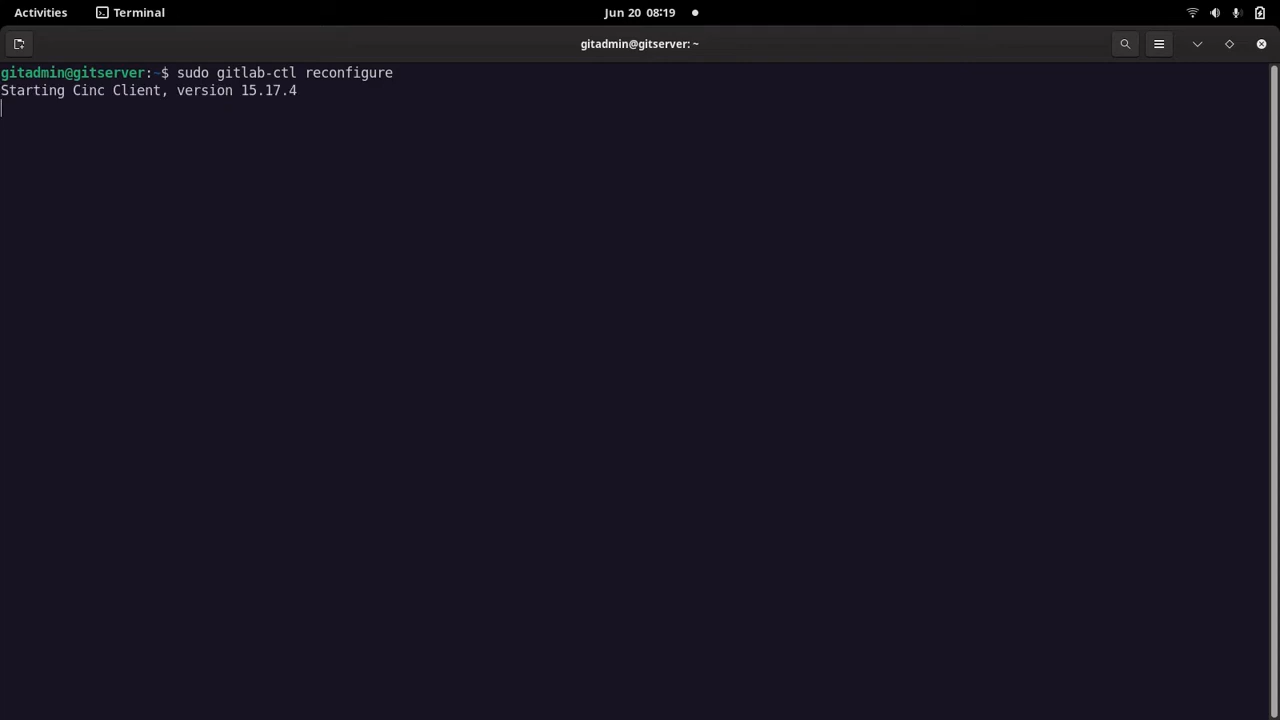 Activities Terminal Jun 20 08:19
gitadmin@gitserver: ~
gitadmin@gitserver:~$ sudo gitlab-ctl reconfigure
Starting Cinc Client, version 15.17.4